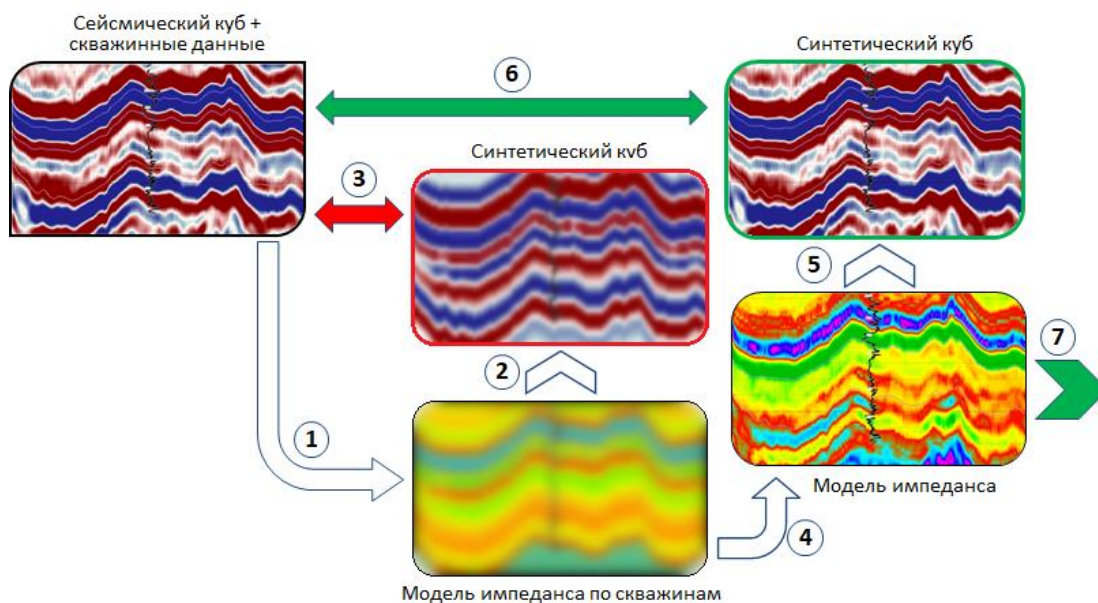 Сейсмический куб +
скважинные данные
Синтетический куб
6
Синтетический куб
3
5
7
2
1
4
Модель импеданса
Модель импеданса по скважинам